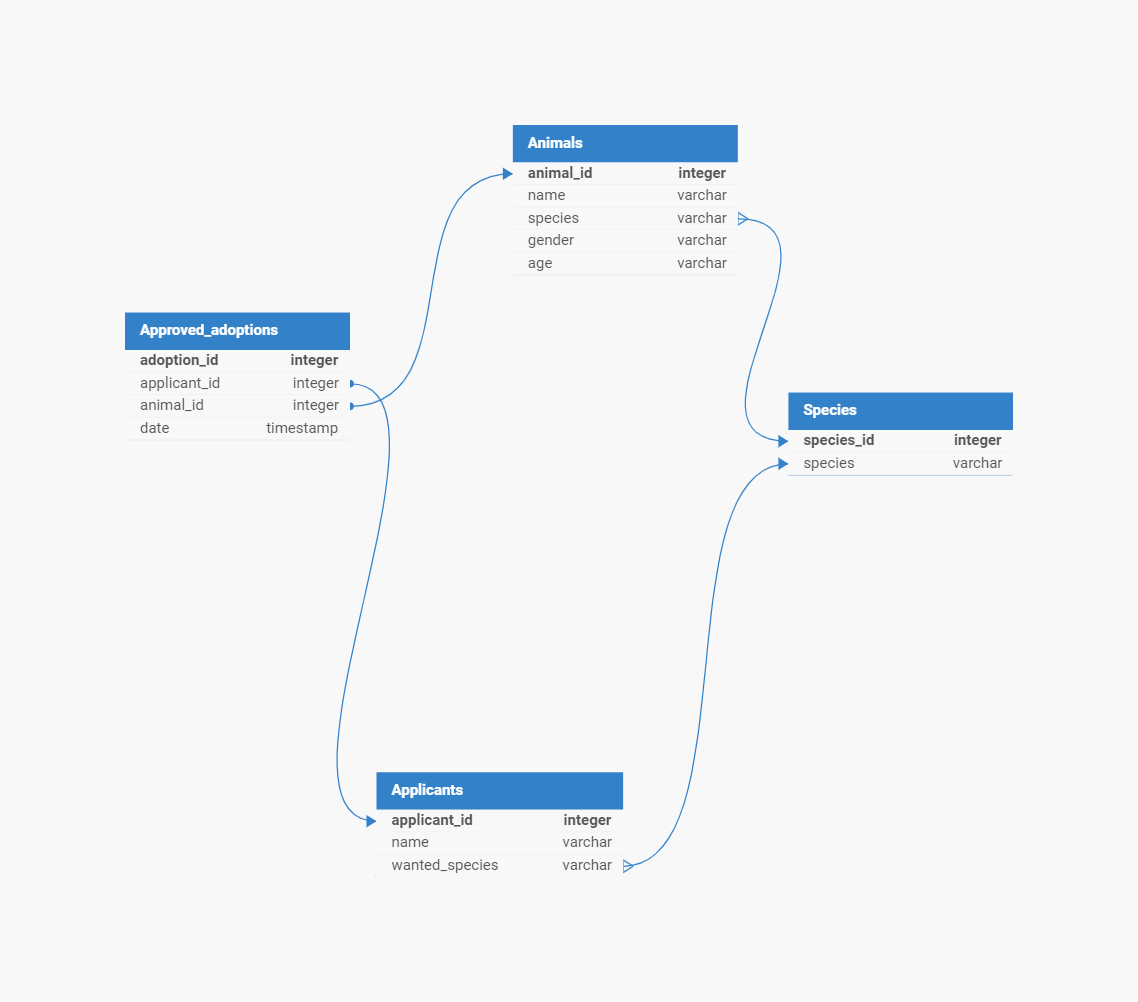 Animals
animal_id integer
name varchar
species varchar
gender varchar
age varchar
Approved_adoptions
adoption_id integer
applicant_id integer
animal_id integer
date timestamp
Species
species_id integer
species varchar
Applicants
applicant_id integer
name varchar
wanted_species varchar